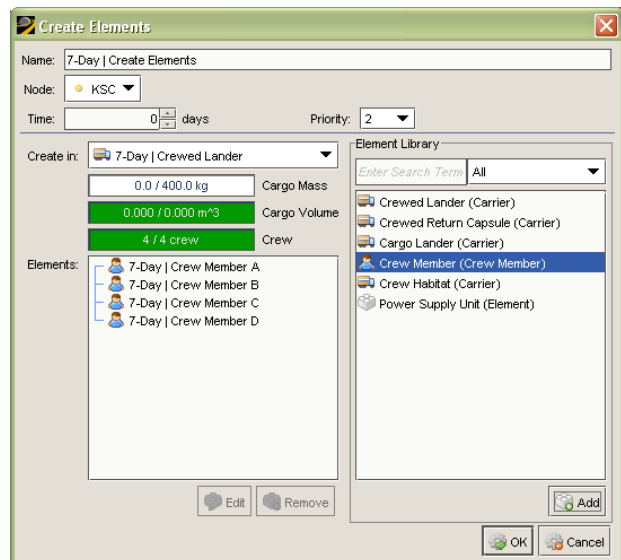 Create Elements
Name: 7-Day | Create Elements
Node: KSC
Time: 0 days Priority: 2
Create in: 7-Day | Crewed Lander
0.0 / 400.0 kg Cargo Mass
0.000 / 0.000 m^3 Cargo Volume
4 / 4 crew Crew
Elements:
7-Day | Crew Member A
7-Day | Crew Member B
7-Day | Crew Member C
7-Day | Crew Member D
Edit Remove
Element Library
Enter Search Term All
Crewed Lander (Carrier)
Crewed Return Capsule (Carrier)
Cargo Lander (Carrier)
Crew Member (Crew Member)
Crew Habitat (Carrier)
Power Supply Unit (Element)
Add
OK Cancel